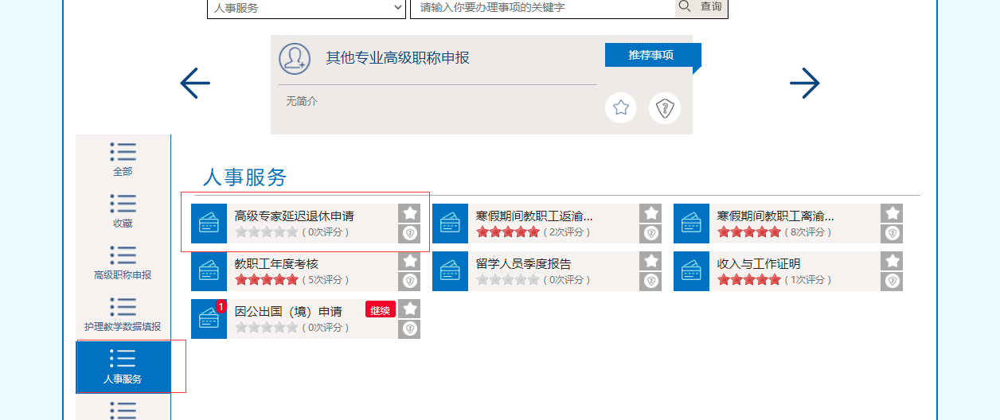 人事服务
请输入你要办理事项的关键字
查询
其他专业高级职称申报
推荐事项
无简介
全部
收藏
高级职称申报
护理教学数据填报
人事服务
人事服务
高级专家延迟退休申请
(0次评分)
寒假期间教职工返渝...
(2次评分)
寒假期间教职工离渝...
(8次评分)
教职工年度考核
(5次评分)
留学人员季度报告
(0次评分)
收入与工作证明
(1次评分)
1
因公出国（境）申请
继续
(0次评分)